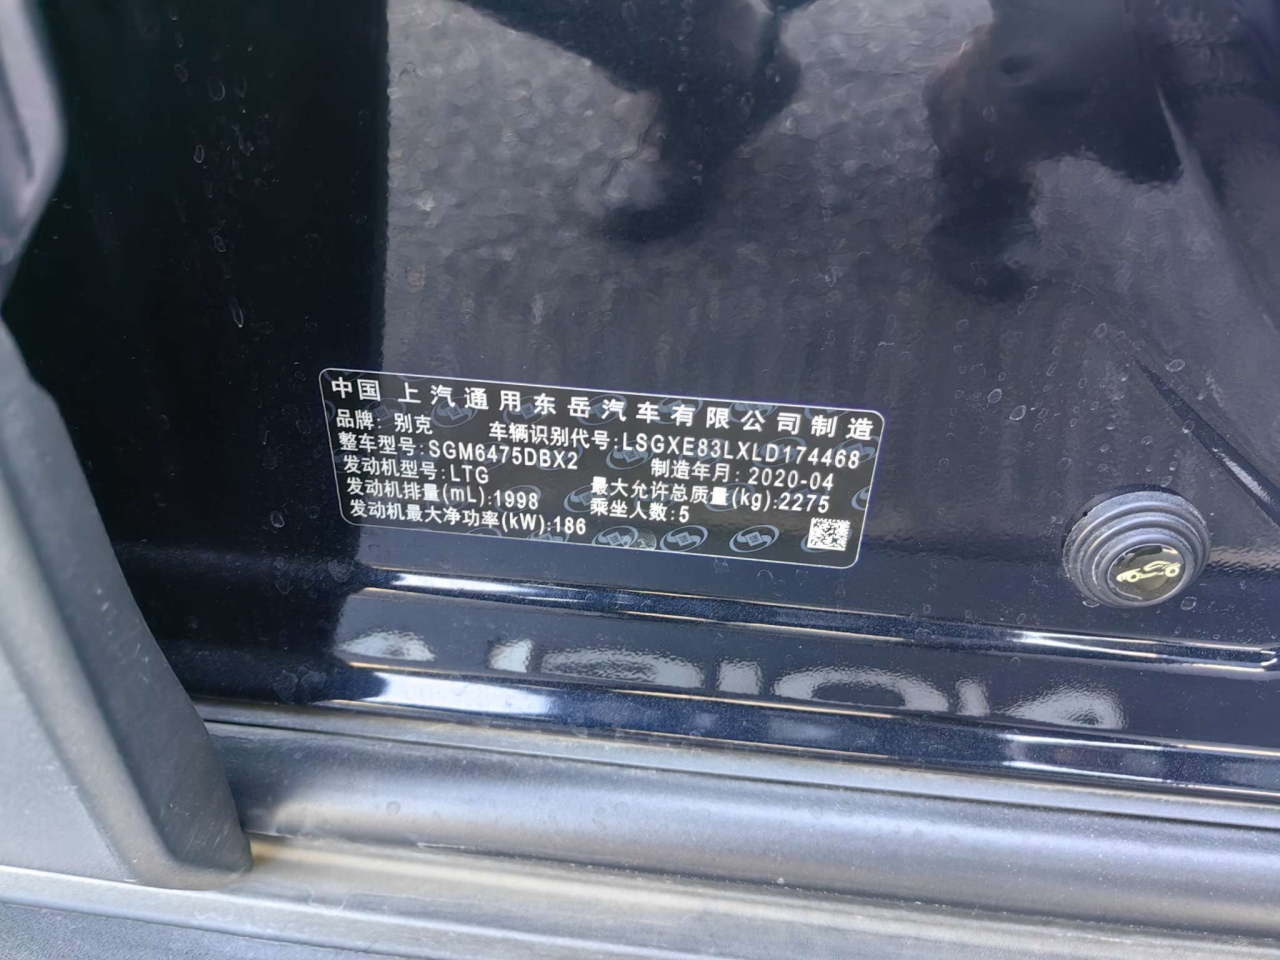 中国 上汽通用东岳汽车有限公司制造
品牌: 别克 车辆识别代号:LSGXE83LXLD174468
整车型号:SGM6475DBX2 制造年月: 2020-04
发动机型号:LTG 最大允许总质量(kg):2275
发动机排量(mL):1998 乘坐人数:5
发动机最大净功率(kW):186